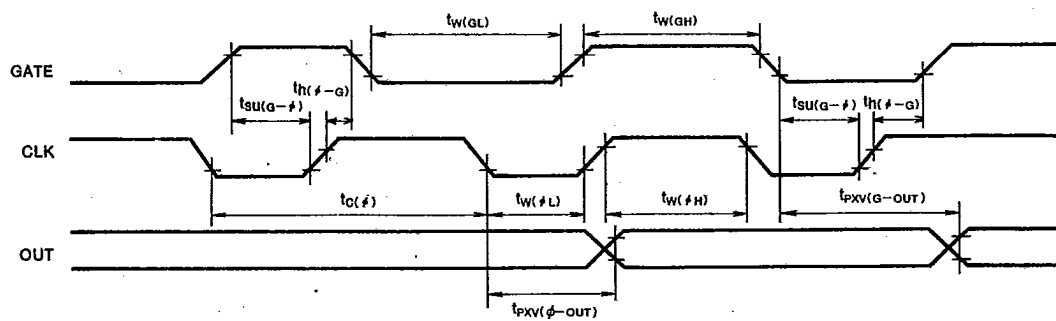 tW(GL)
tW(GH)
GATE
tSU(G-ϕ)
th(ϕ-G)
tSU(G-ϕ)
th(ϕ-G)
CLK
tC(ϕ)
tW(ϕL)
tW(ϕH)
tPXV(G-OUT)
OUT
tPXV(ϕ-OUT)